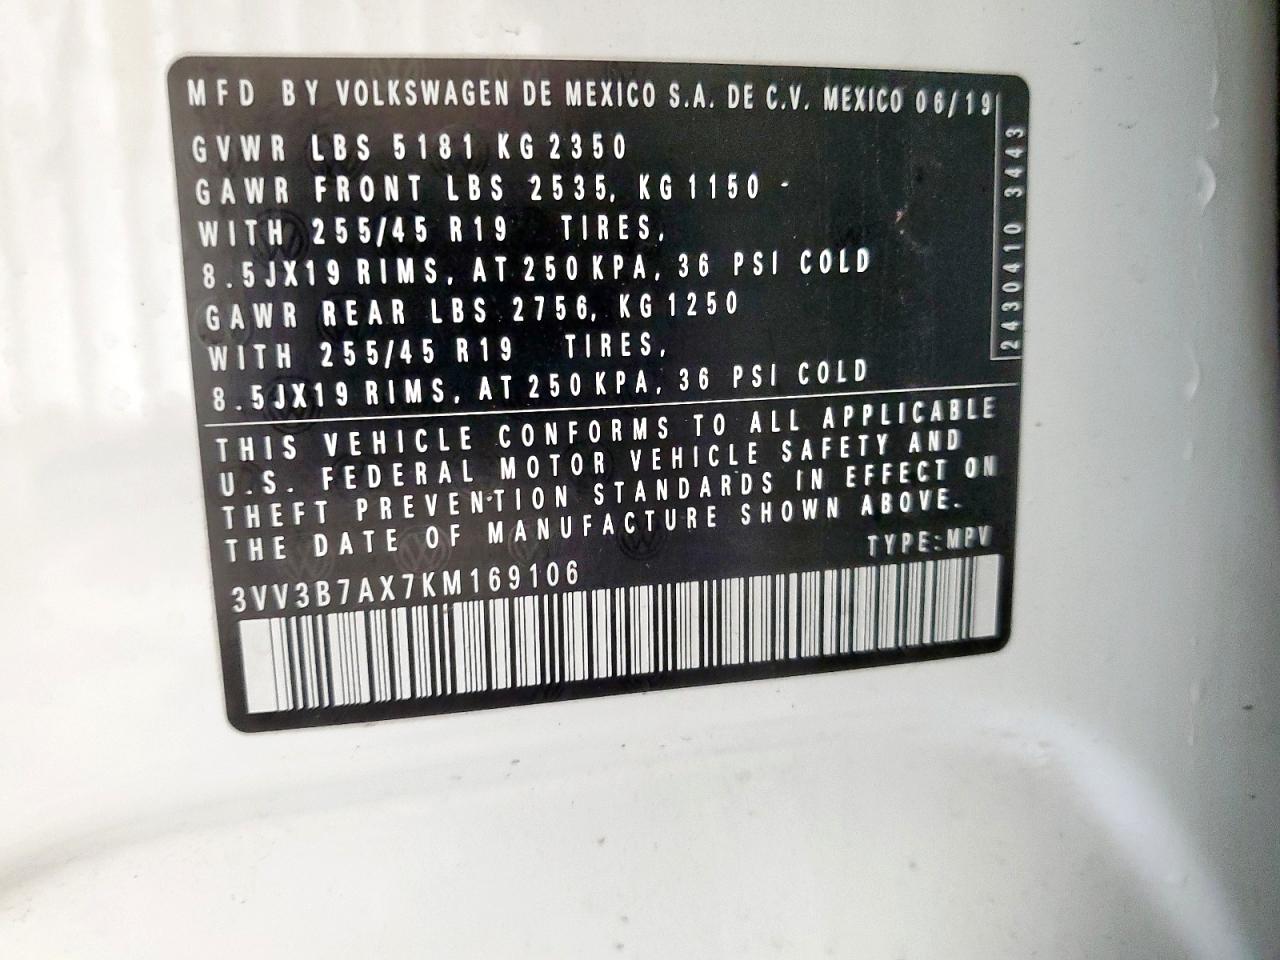 MFD BY VOLKSWAGEN DE MEXICO S.A. DE C.V. MEXICO 06/19
GVWR LBS 5181 KG 2350
GAWR FRONT LBS 2535, KG 1150 -
WITH 255/45 R19 TIRES,
8.5JX19 RIMS, AT 250 KPA, 36 PSI COLD
GAWR REAR LBS 2756, KG 1250
WITH 255/45 R19 TIRES,
8.5JX19 RIMS, AT 250 KPA, 36 PSI COLD
2430410 3443
THIS VEHICLE CONFORMS TO ALL APPLICABLE
U.S. FEDERAL MOTOR VEHICLE SAFETY AND
THEFT PREVENTION STANDARDS IN EFFECT ON
THE DATE OF MANUFACTURE SHOWN ABOVE.
TYPE:MPV
3VV3B7AX7KM169106